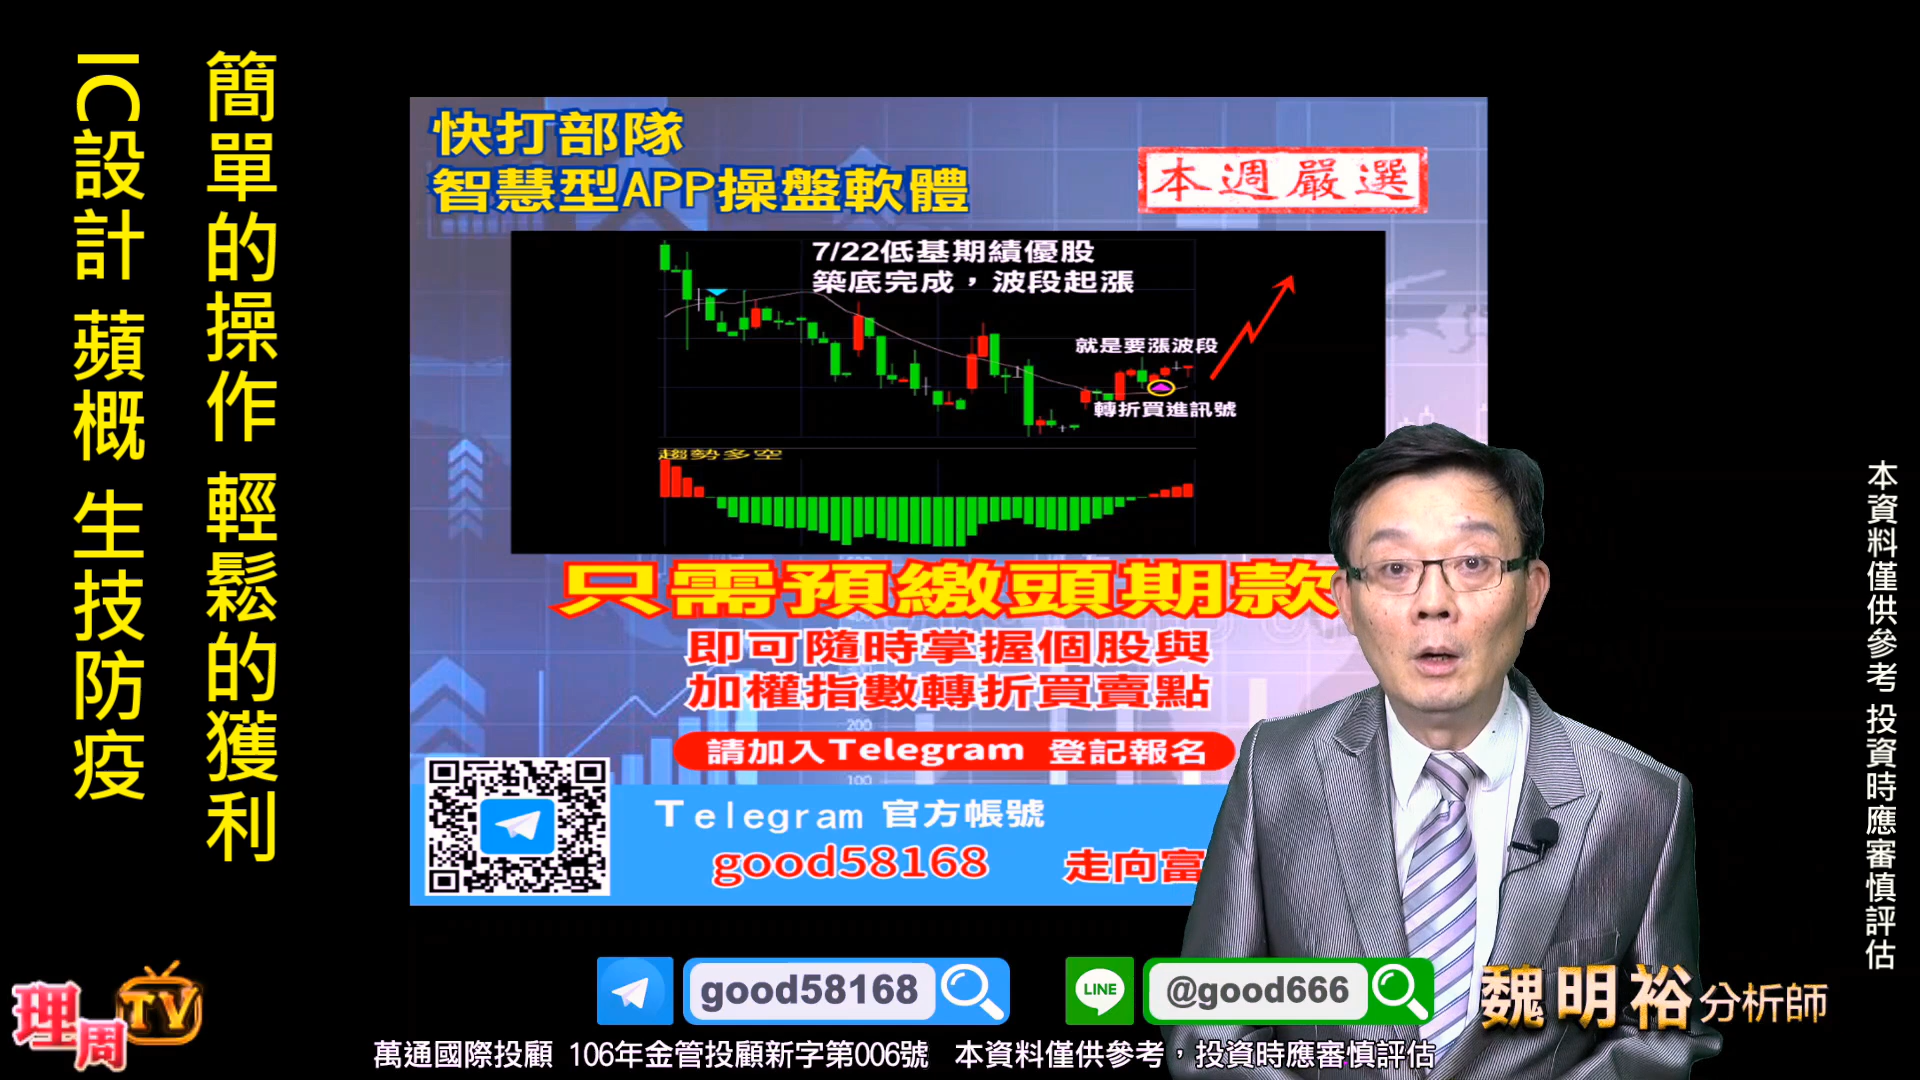 簡單的操作 輕鬆的獲利
IC設計 蘋概 生技防疫
快打部隊
智慧型APP操盤軟體
本週嚴選
7/22低基期績優股
築底完成，波段起漲
就是要漲波段
轉折買進訊號
趨勢多空
只需預繳頭期款
即可隨時掌握個股與
加權指數轉折買賣點
200
100
請加入Telegram 登記報名
Telegram 官方帳號
good58168
走向富
本資料僅供參考 投資時應審慎評估
理周TV
good58168
LINE
@good666
魏明裕分析師
萬通國際投顧 106年金管投顧新字第006號 本資料僅供參考，投資時應審慎評估